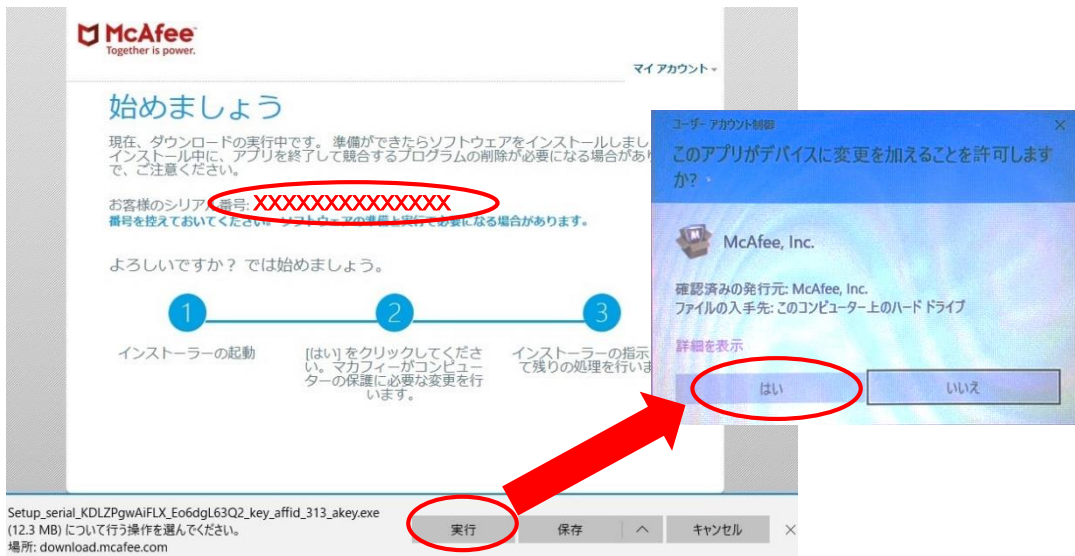 McAfee
Together is power.
マイ アカウント
始めましょう
現在、ダウンロードの実行中です。 準備ができたらソフトウェアをインストールしまし
インストール中に、アプリを終了して競合するプログラムの削除が必要になる場合があり
で、ご注意ください。
お客様のシリアル番号: XXXXXXXXXXXXXX
番号を控えておいてください。ソフトウェアの準備と実行で必要になる場合があります。
よろしいですか？ では始めましょう。
1
2
3
インストーラーの起動
[はい] をクリックしてくださ
い。マカフィーがコンピュー
ターの保護に必要な変更を行
います。
インストーラーの指示
て残りの処理を行いま
ユーザー アカウント制御
×
このアプリがデバイスに変更を加えることを許可します
か?
McAfee, Inc.
確認済みの発行元: McAfee, Inc.
ファイルの入手先: このコンピューター上のハード ドライブ
詳細を表示
はい
いいえ
Setup_serial_KDLZPgwAiFLX_Eo6dgL63Q2_key_affid_313_akey.exe
(12.3 MB) について行う操作を選んでください。
場所: download.mcafee.com
実行
保存
キャンセル
×